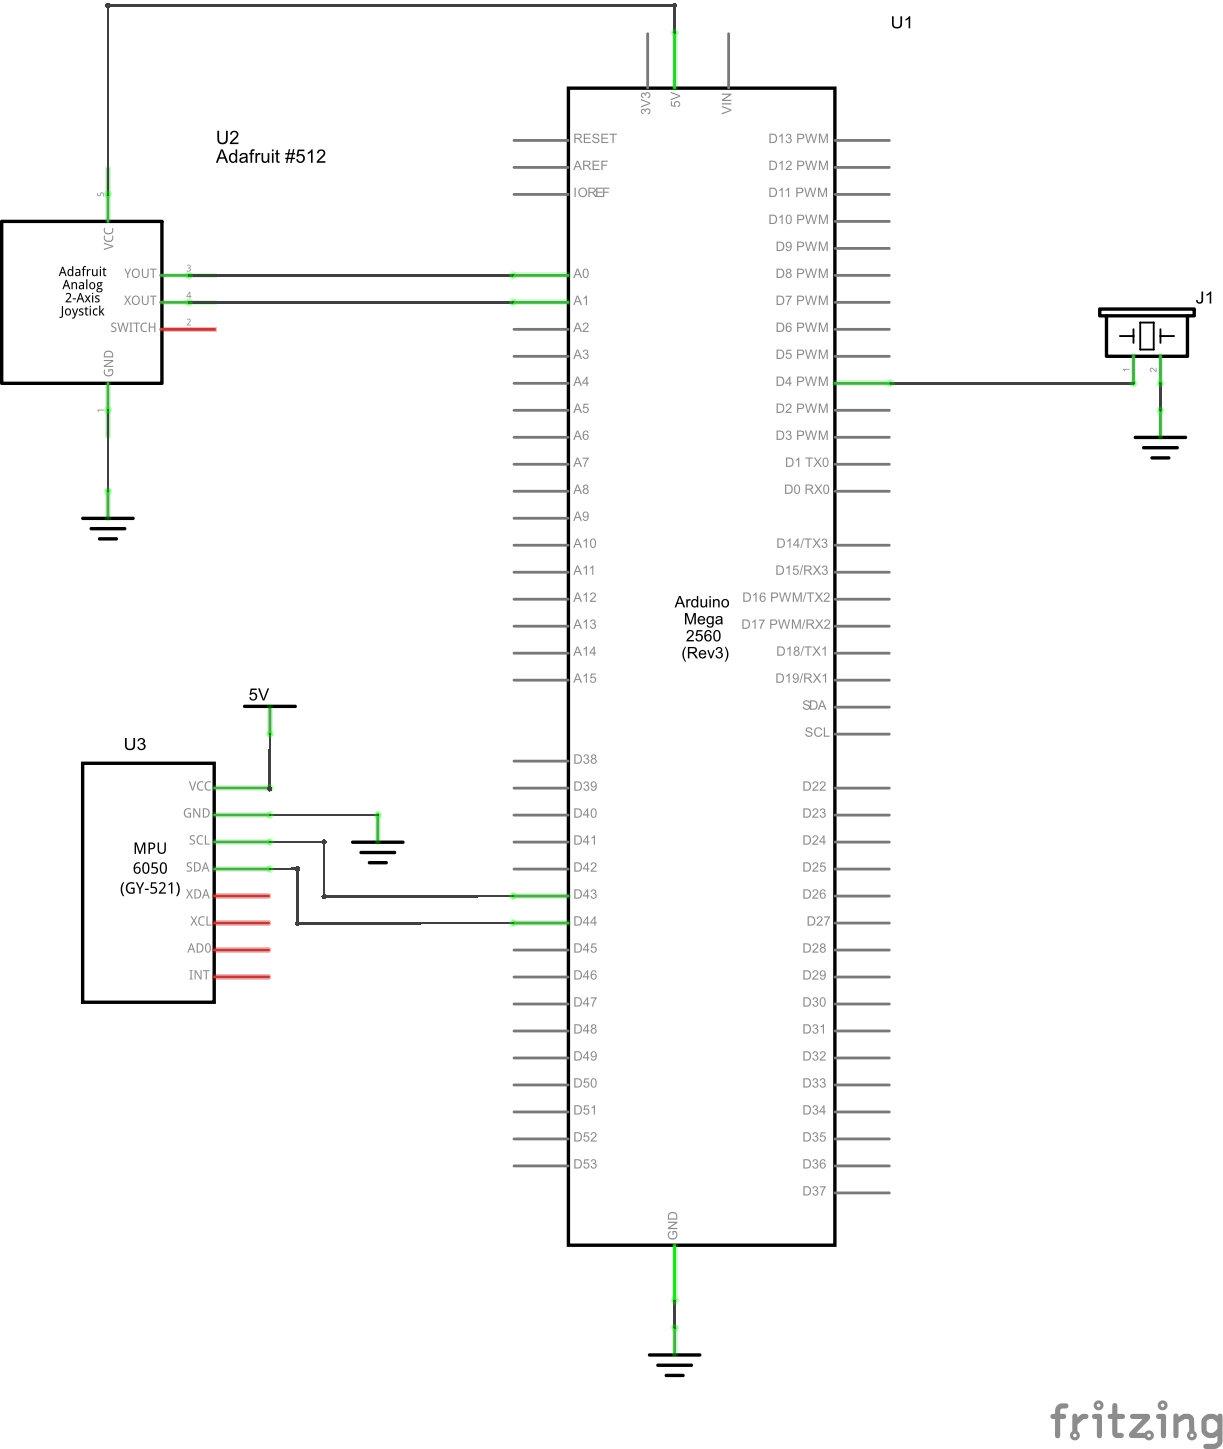 U1
3V3
5V
VIN
U2
Adafruit #512
RESET
AREF
IOREF
D13 PWM
D12 PWM
D11 PWM
D10 PWM
D9 PWM
D8 PWM
D7 PWM
D6 PWM
D5 PWM
D4 PWM
D2 PWM
D3 PWM
D1 TX0
D0 RX0
5
VCC
Adafruit
Analog
2-Axis
Joystick
YOUT
3
XOUT
4
SWITCH
2
GND
1
A0
A1
A2
A3
A4
A5
A6
A7
A8
A9
A10
A11
A12
A13
A14
A15
J1
1
2
D14/TX3
D15/RX3
D16 PWM/TX2
D17 PWM/RX2
D18/TX1
D19/RX1
SDA
SCL
Arduino
Mega
2560
(Rev3)
5V
U3
VCC
GND
SCL
SDA
XDA
XCL
AD0
INT
MPU
6050
(GY-521)
D38
D39
D40
D41
D42
D43
D44
D45
D46
D47
D48
D49
D50
D51
D52
D53
D22
D23
D24
D25
D26
D27
D28
D29
D30
D31
D32
D33
D34
D35
D36
D37
GND
fritzing